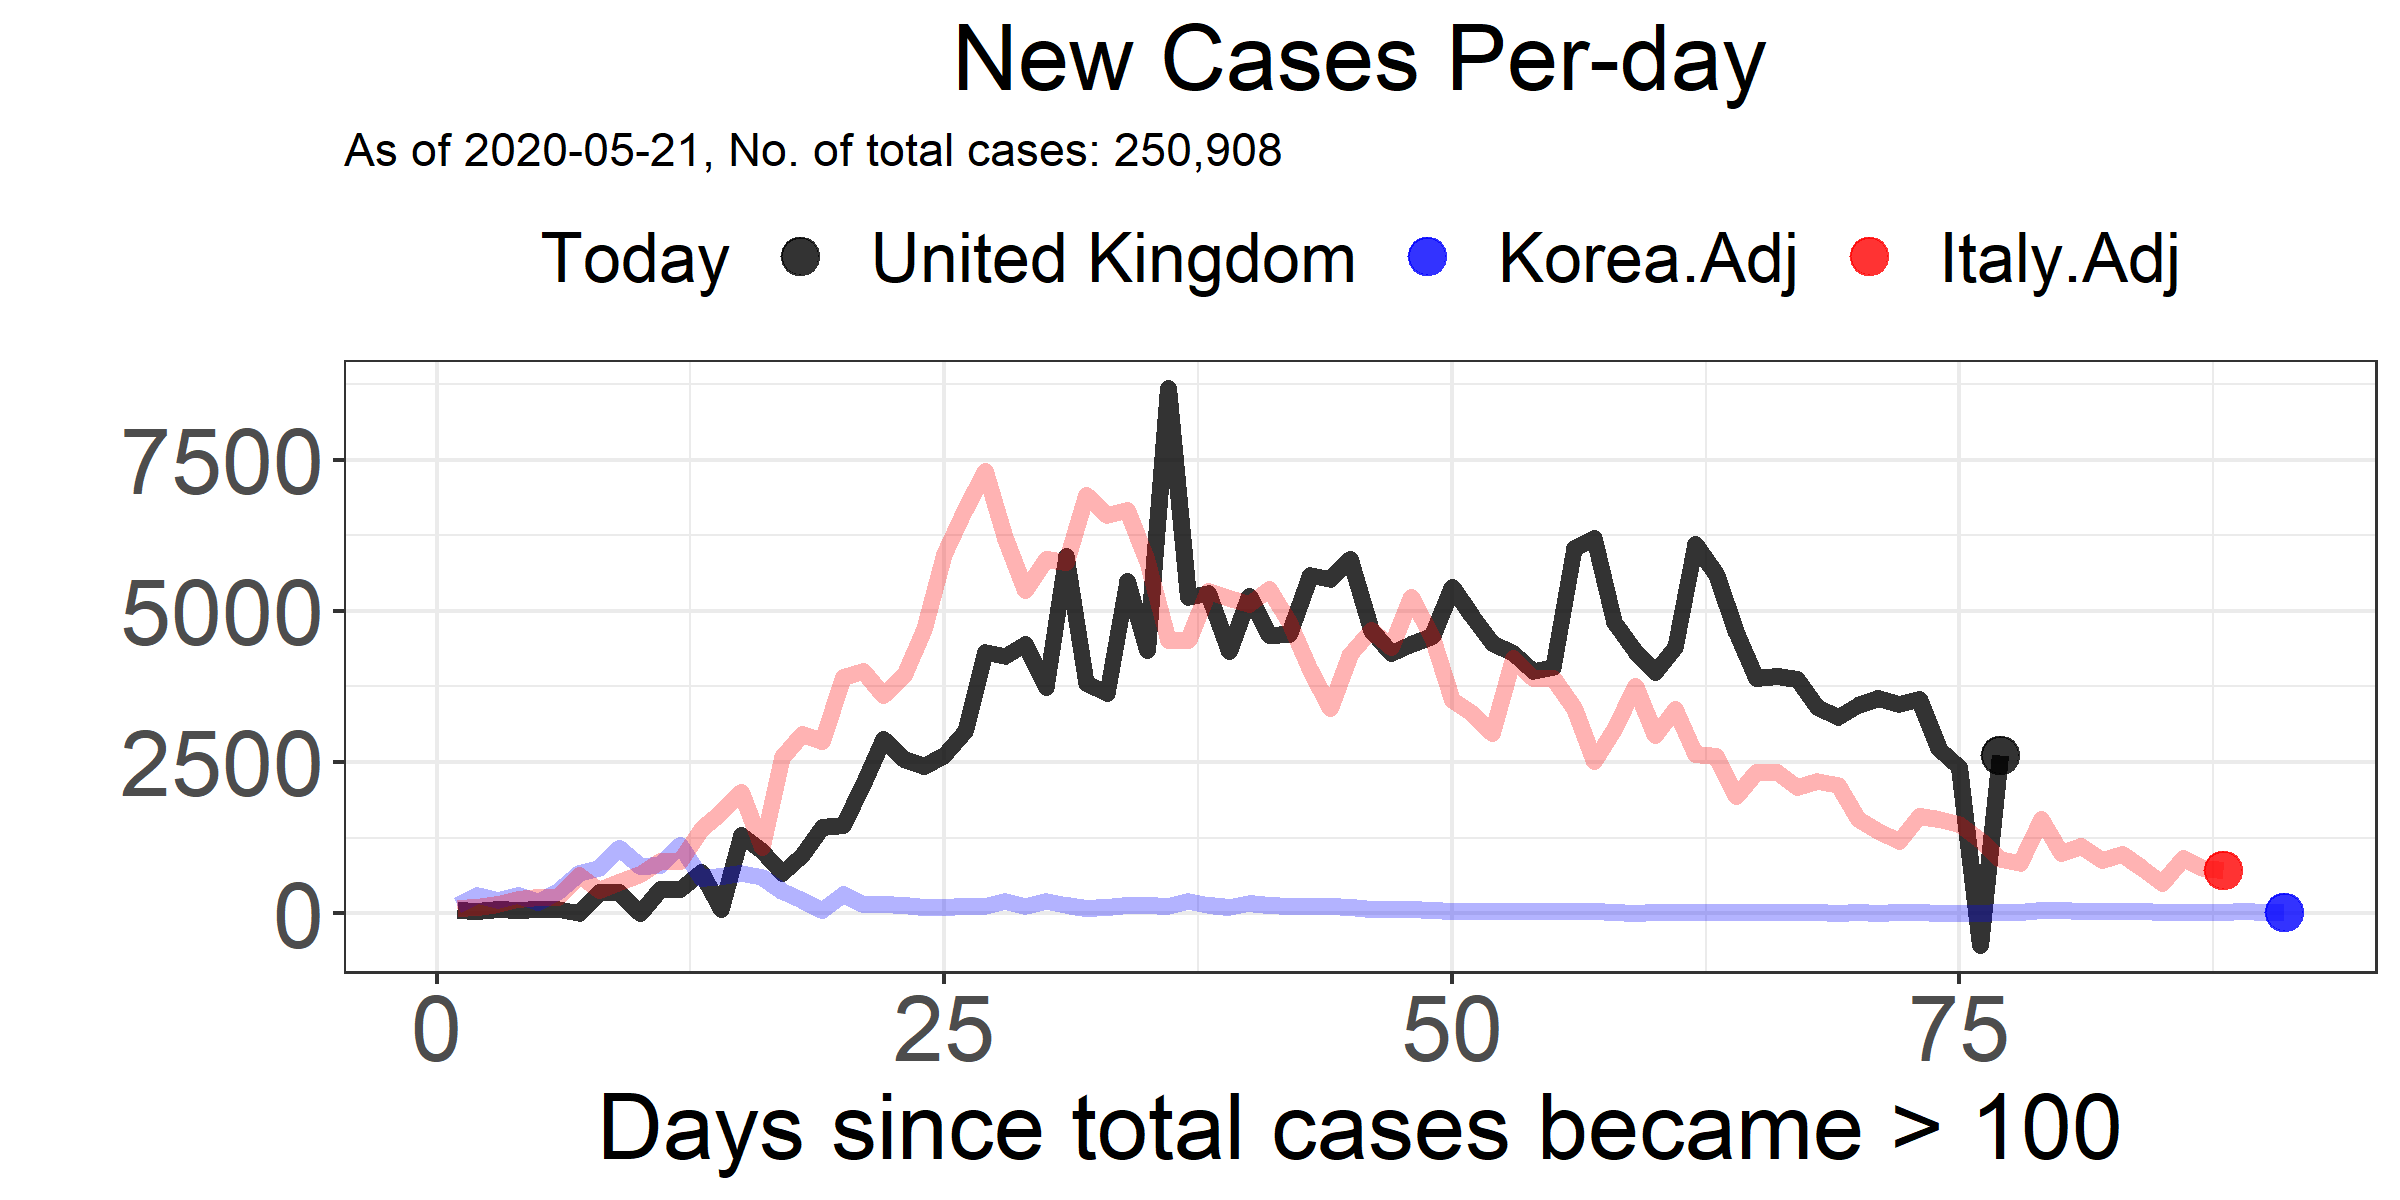 New Cases Per-day
As of 2020-05-21, No. of total cases: 250,908
Today United Kingdom Korea.Adj Italy.Adj
7500
5000
2500
0
0 25 50 75
Days since total cases became > 100